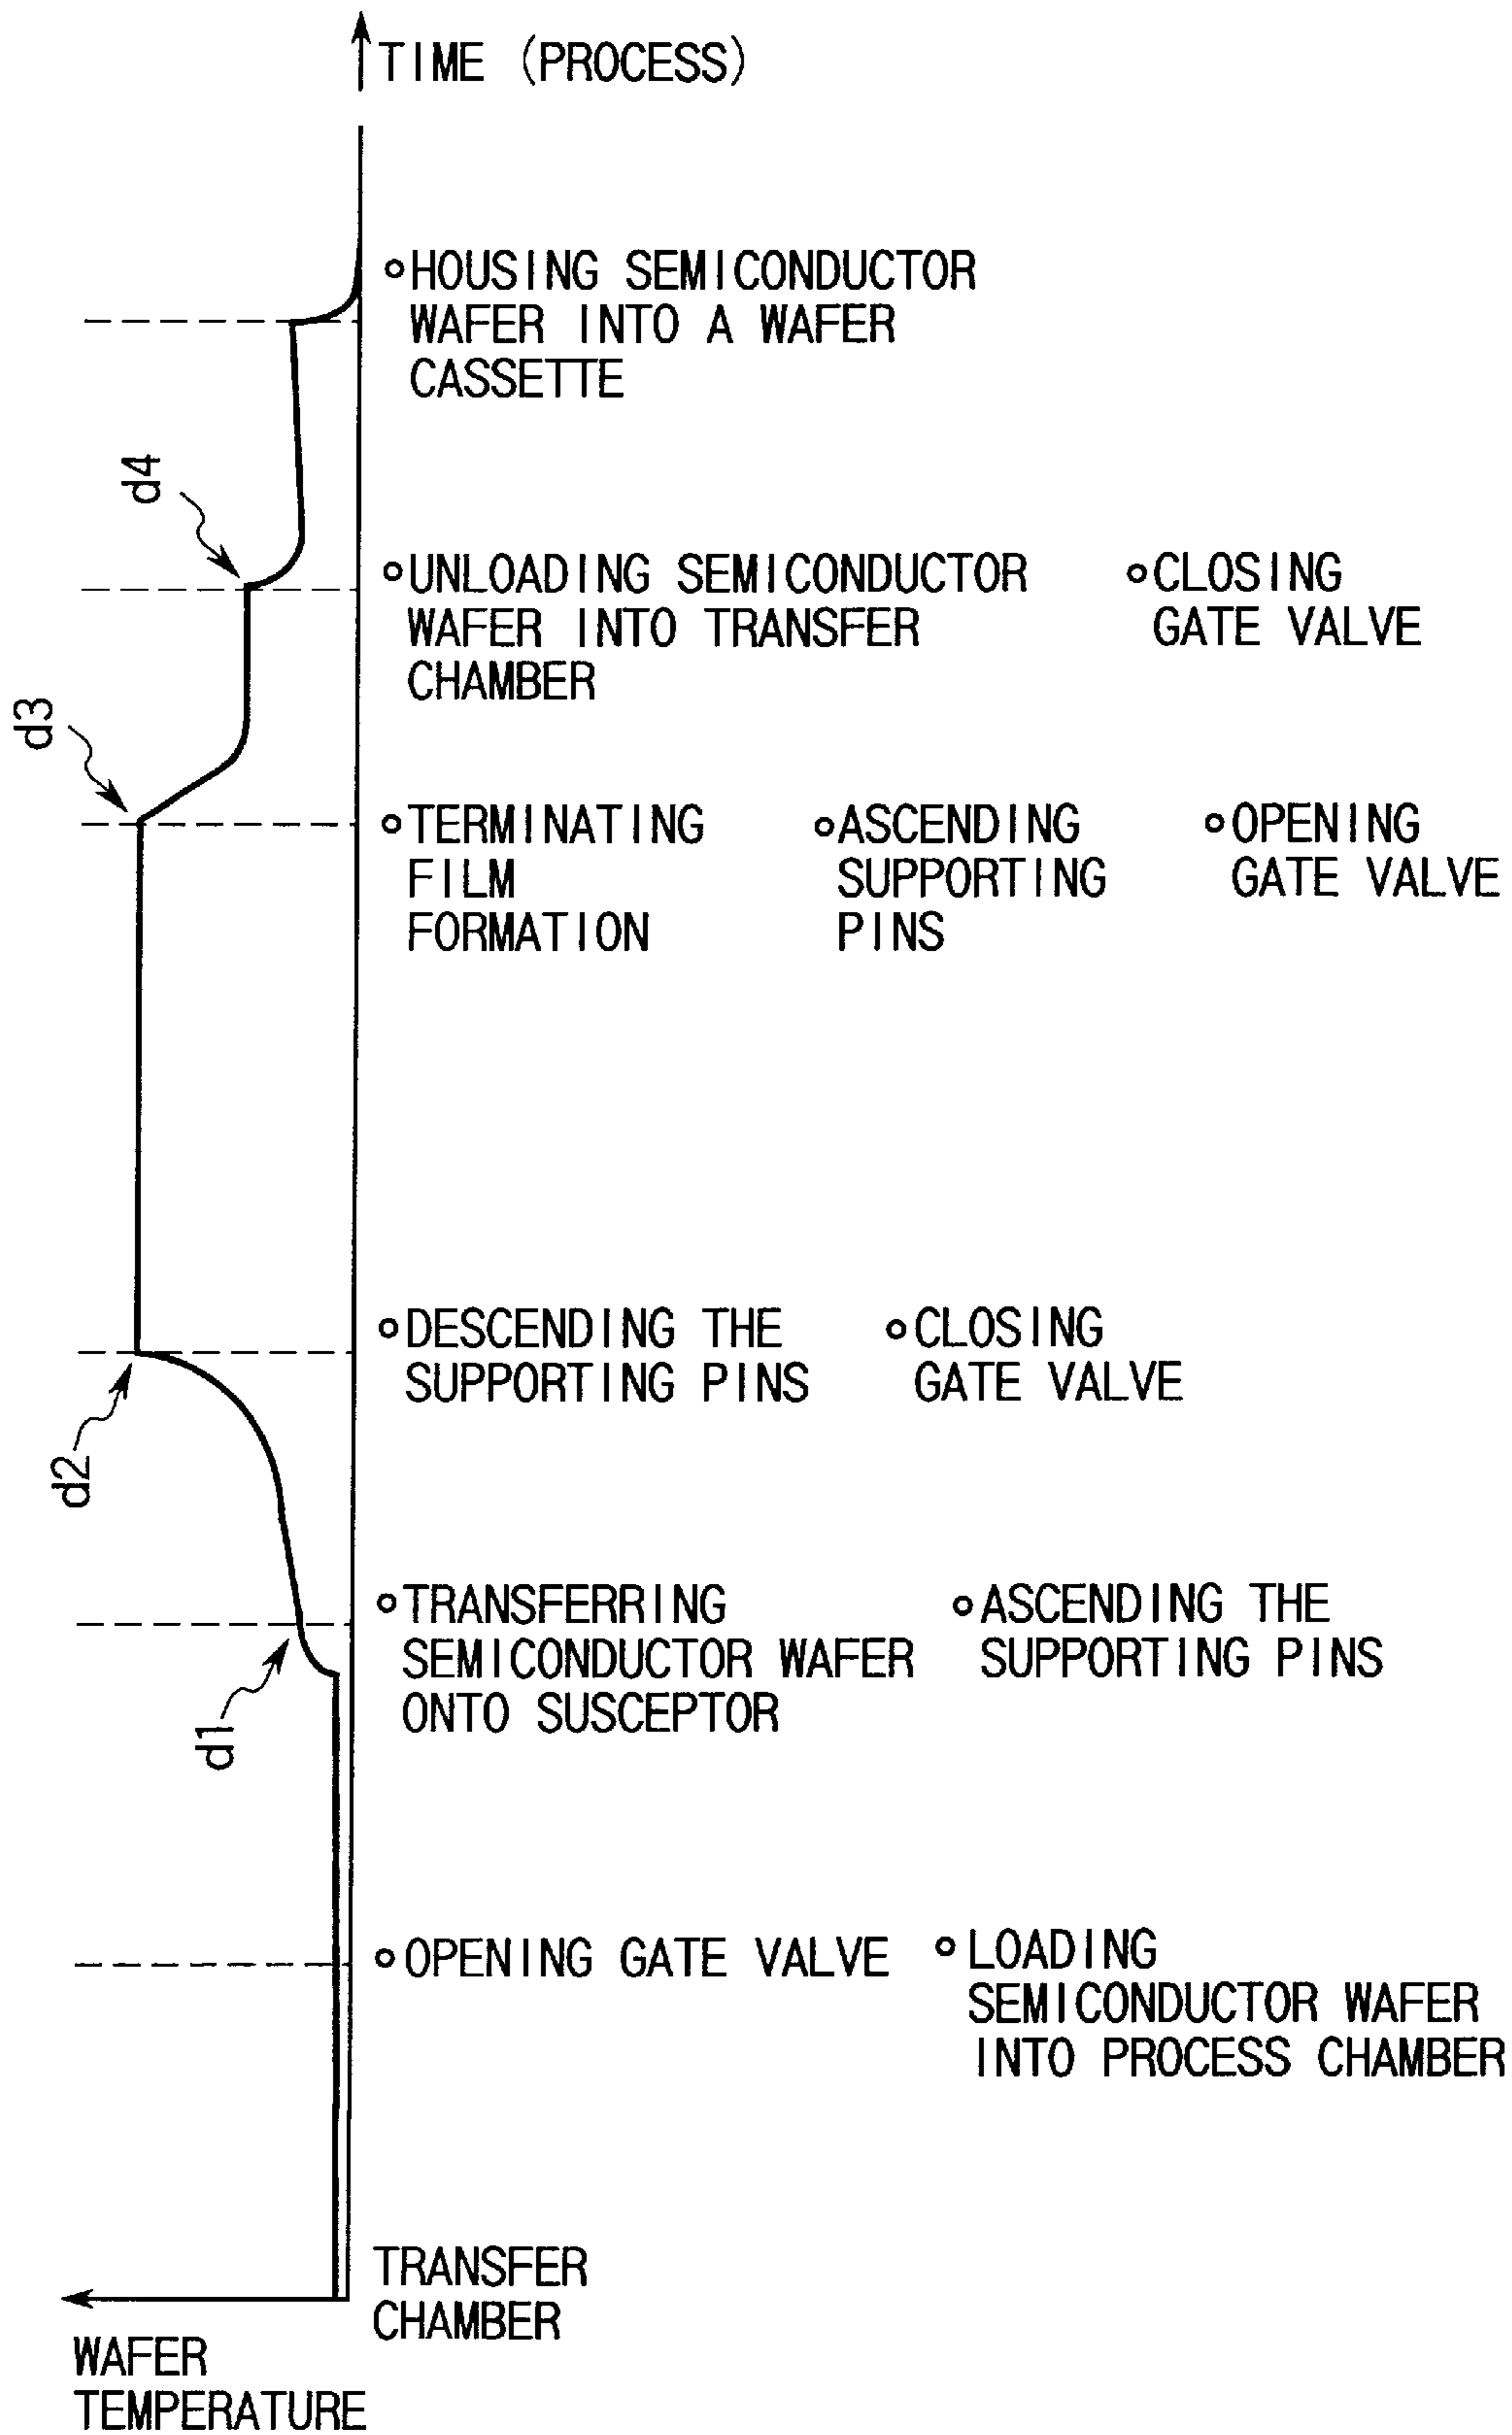 TIME (PROCESS)
○HOUSING SEMICONDUCTOR
WAFER INTO A WAFER
CASSETTE
d4
○UNLOADING SEMICONDUCTOR
WAFER INTO TRANSFER
CHAMBER
○CLOSING
GATE VALVE
d3
○TERMINATING
FILM
FORMATION
○ASCENDING
SUPPORTING
PINS
○OPENING
GATE VALVE
○DESCENDING THE
SUPPORTING PINS
○CLOSING
GATE VALVE
d2
○TRANSFERRING
SEMICONDUCTOR WAFER
ONTO SUSCEPTOR
○ASCENDING THE
SUPPORTING PINS
d1
○OPENING GATE VALVE
○LOADING
SEMICONDUCTOR WAFER
INTO PROCESS CHAMBER
TRANSFER
CHAMBER
WAFER
TEMPERATURE